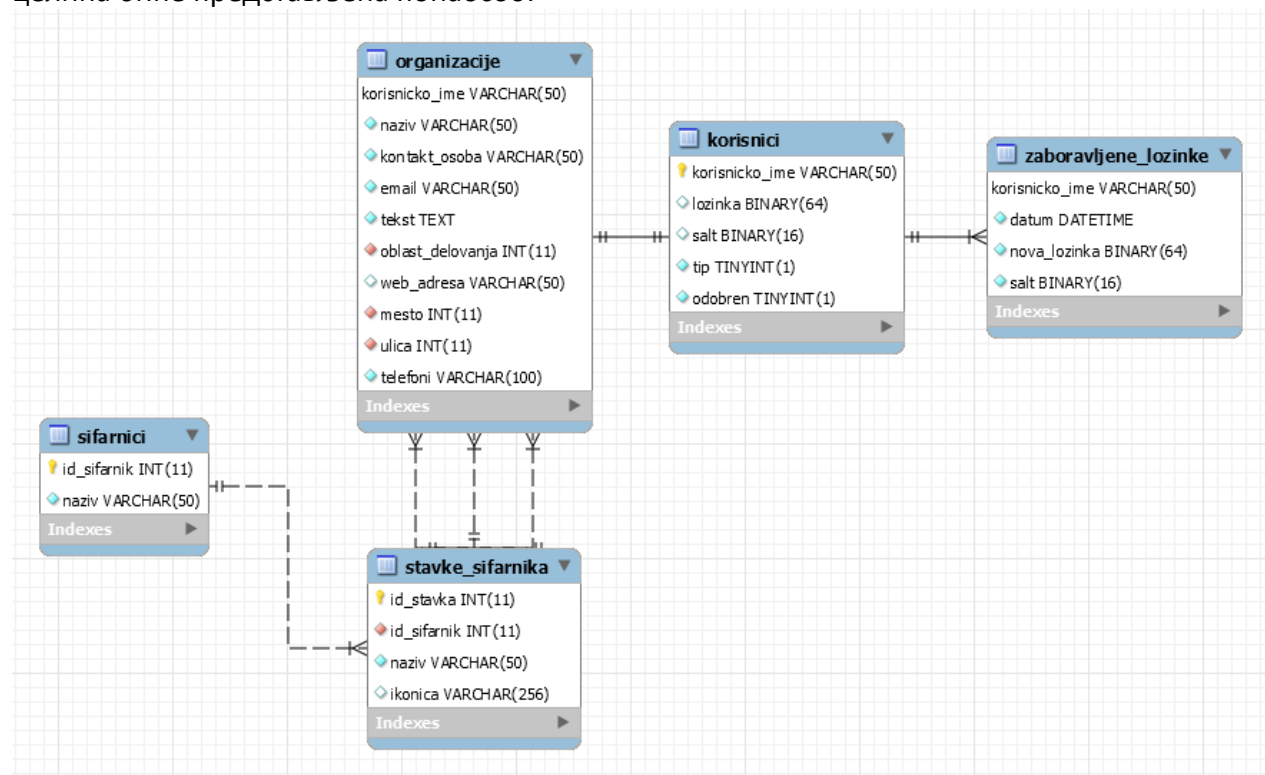 organizacije
korisnicko_ime VARCHAR(50)
naziv VARCHAR(50)
kontakt_osoba VARCHAR(50)
email VARCHAR(50)
tekst TEXT
oblast_delovanja INT(11)
web_adresa VARCHAR(50)
mesto INT(11)
ulica INT(11)
telefoni VARCHAR(100)
Indexes
korisnici
korisnicko_ime VARCHAR(50)
lozinka BINARY(64)
salt BINARY(16)
tip TINYINT(1)
odobren TINYINT(1)
Indexes
zaboravljene_lozinke
korisnicko_ime VARCHAR(50)
datum DATETIME
nova_lozinka BINARY(64)
salt BINARY(16)
Indexes
sifarnici
id_sifarnik INT(11)
naziv VARCHAR(50)
Indexes
stavke_sifarnika
id_stavka INT(11)
id_sifarnik INT(11)
naziv VARCHAR(50)
ikonica VARCHAR(256)
Indexes